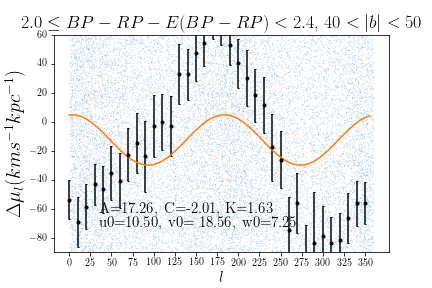 2.0 ≤ BP − RP − E(BP − RP) < 2.4, 40 < |b| < 50
Δμ_l(kms^{-1}kpc^{-1})
60
40
20
0
−20
−40
−60
−80
A=17.26, C=-2.01, K=1.63
u0=10.50, v0= 18.56, w0=7.25
0 25 50 75 100 125 150 175 200 225 250 275 300 325 350
l